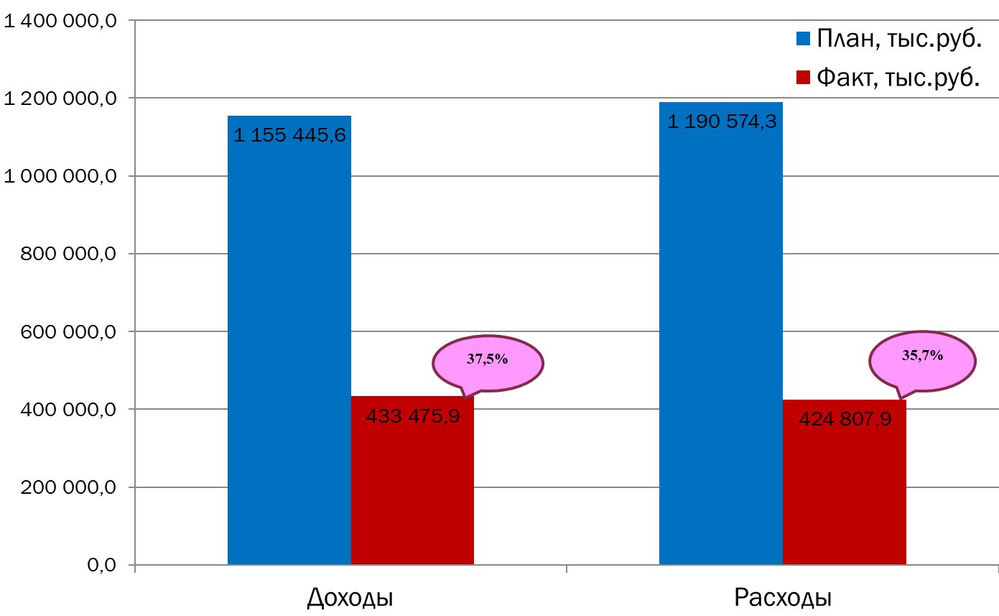 1 400 000,0
1 200 000,0
1 000 000,0
800 000,0
600 000,0
400 000,0
200 000,0
0,0
План, тыс.руб.
Факт, тыс.руб.
1 155 445,6
433 475,9
37,5%
1 190 574,3
424 807,9
35,7%
Доходы
Расходы